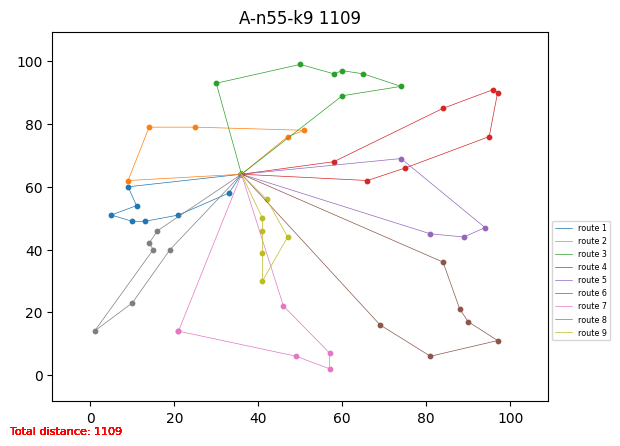 A-n55-k9 1109
100
80
60
40
20
0
0 20 40 60 80 100
route 1
route 2
route 3
route 4
route 5
route 6
route 7
route 8
route 9
Total distance: 1109